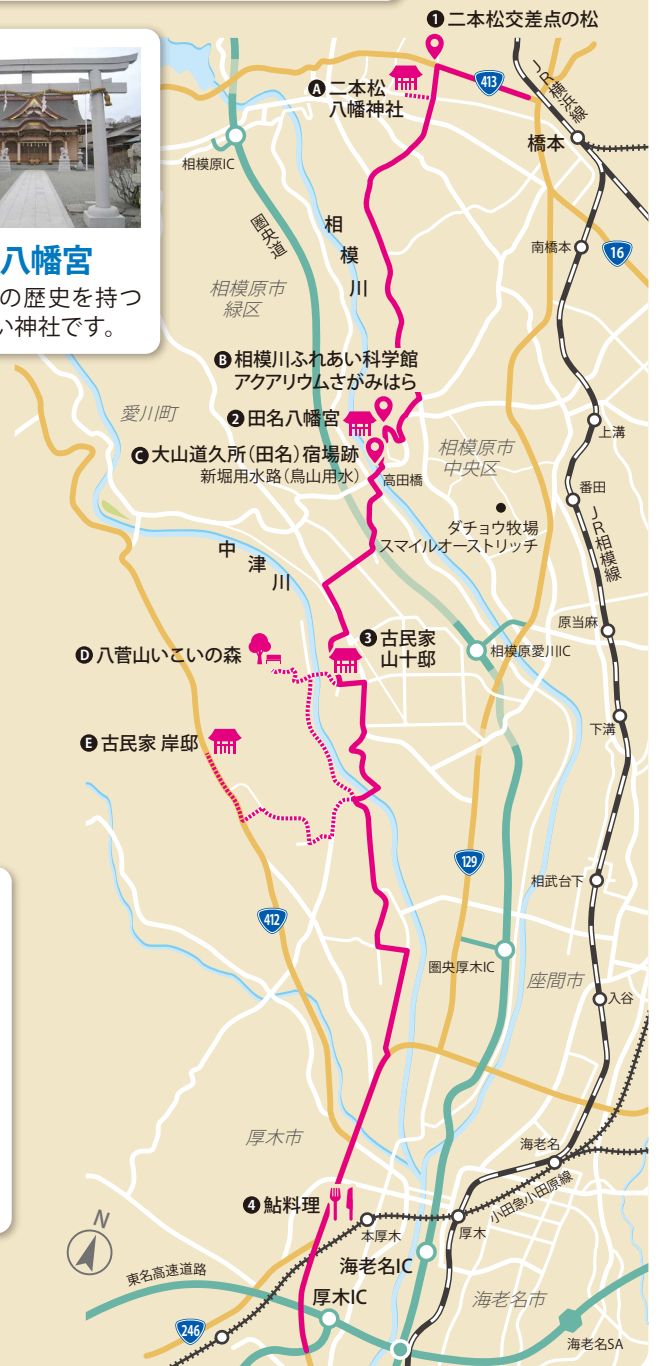 ❶ 二本松交差点の松
Ⓐ 二本松
八幡神社
413
JR横浜線
橋本
相模原IC
圏央道
相模川
南橋本
16
八幡宮
の歴史を持つ
い神社です。
相模原市
緑区
Ⓑ 相模川ふれあい科学館
アクアリウムさがみはら
愛川町
❷ 田名八幡宮
上溝
Ⓒ 大山道久所(田名)宿場跡
新堀用水路(烏山用水)
高田橋
相模原市
中央区
番田
JR相模線
ダチョウ牧場
スマイルオーストリッチ
中津川
原当麻
❸ 古民家
山十邸
相模原愛川IC
Ⓓ 八菅山いこいの森
下溝
Ⓔ 古民家 岸邸
129
相武台下
412
圏央厚木IC
座間市
入谷
厚木市
海老名
小田急小田原線
❹ 鮎料理
本厚木
厚木
N
海老名IC
東名高速道路
厚木IC
海老名市
246
海老名SA